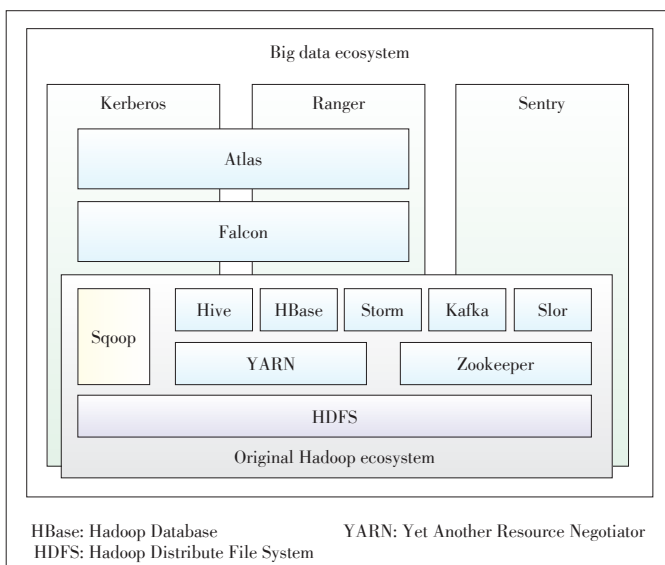 Big data ecosystem
Kerberos
Ranger
Sentry
Atlas
Falcon
Sqoop
Hive
HBase
Storm
Kafka
Slor
YARN
Zookeeper
HDFS
Original Hadoop ecosystem
HBase: Hadoop Database
YARN: Yet Another Resource Negotiator
HDFS: Hadoop Distribute File System